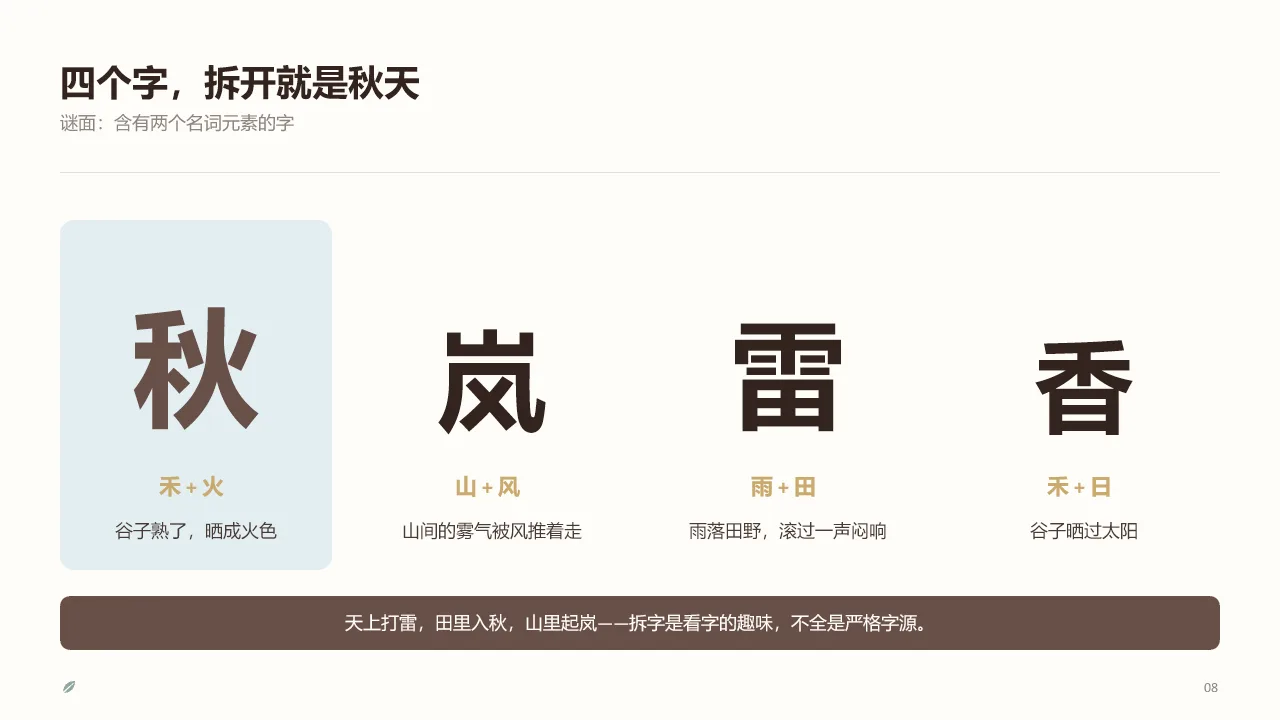 四个字，拆开就是秋天
谜面：含有两个名词元素的字
秋
禾+火
谷子熟了，晒成火色
岚
山+风
山间的雾气被风推着走
雷
雨+田
雨落田野，滚过一声闷响
香
禾+日
谷子晒过太阳
天上打雷，田里入秋，山里起岚——拆字是看字的趣味，不全是严格字源。
08